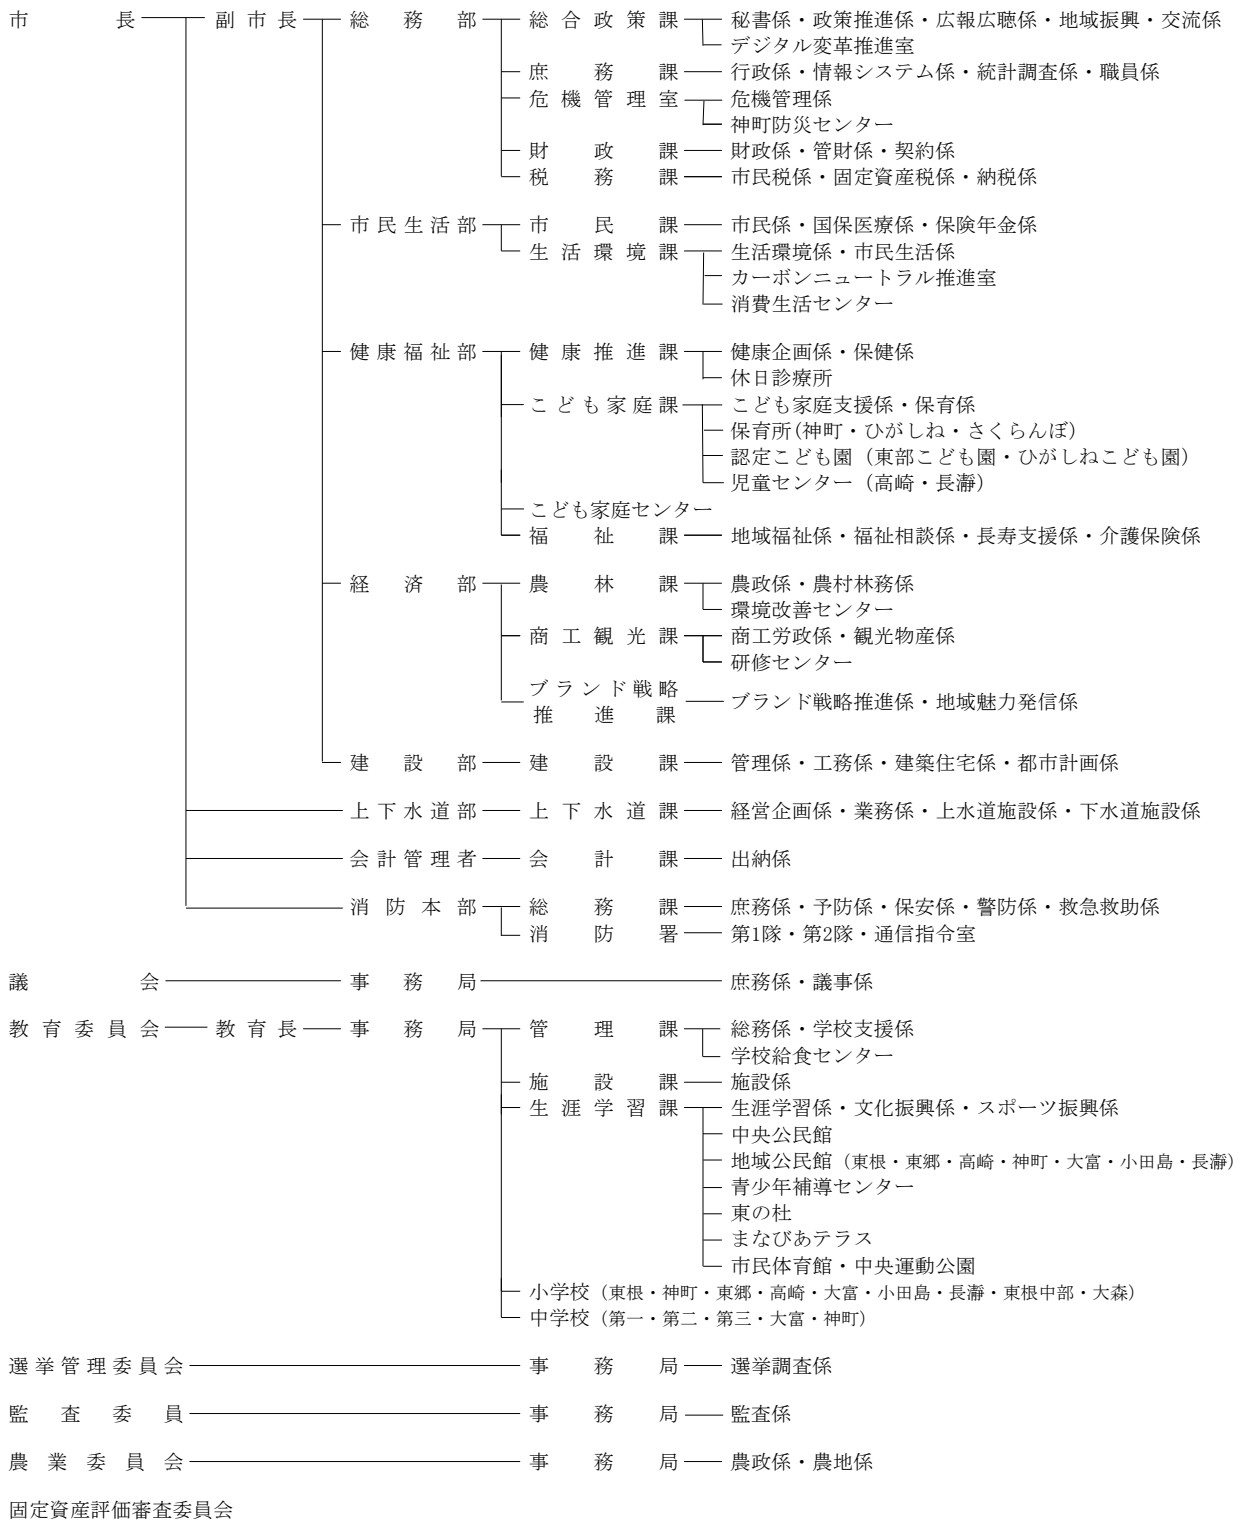 市長 副市長 総務部 総合政策課 秘書係・政策推進係・広報広聴係・地域振興・交流係
デジタル変革推進室
庶務課 行政係・情報システム係・統計調査係・職員係
危機管理室 危機管理係
神町防災センター
財政課 財政係・管財係・契約係
税務課 市民税係・固定資産税係・納税係
市民生活部 市民課 市民係・国保医療係・保険年金係
生活環境課 生活環境係・市民生活係
カーボンニュートラル推進室
消費生活センター
健康福祉部 健康推進課 健康企画係・保健係
休日診療所
こども家庭課 こども家庭支援係・保育係
保育所(神町・ひがしね・さくらんぼ)
認定こども園（東部こども園・ひがしねこども園）
児童センター（高崎・長瀞）
こども家庭センター
福祉課 地域福祉係・福祉相談係・長寿支援係・介護保険係
経済部 農林課 農政係・農村林務係
環境改善センター
商工観光課 商工労政係・観光物産係
研修センター
ブランド戦略
推進課 ブランド戦略推進係・地域魅力発信係
建設部 建設課 管理係・工務係・建築住宅係・都市計画係
上下水道部 上下水道課 経営企画係・業務係・上水道施設係・下水道施設係
会計管理者 会計課 出納係
消防本部 総務課 庶務係・予防係・保安係・警防係・救急救助係
消防署 第1隊・第2隊・通信指令室
議会 事務局 庶務係・議事係
教育委員会 教育長 事務局 管理課 総務係・学校支援係
学校給食センター
施設課 施設係
生涯学習課 生涯学習係・文化振興係・スポーツ振興係
中央公民館
地域公民館（東根・東郷・高崎・神町・大富・小田島・長瀞）
青少年補導センター
東の杜
まなびあテラス
市民体育館・中央運動公園
小学校（東根・神町・東郷・高崎・大富・小田島・長瀞・東根中部・大森）
中学校（第一・第二・第三・大富・神町）
選挙管理委員会 事務局 選挙調査係
監査委員 事務局 監査係
農業委員会 事務局 農政係・農地係
固定資産評価審査委員会